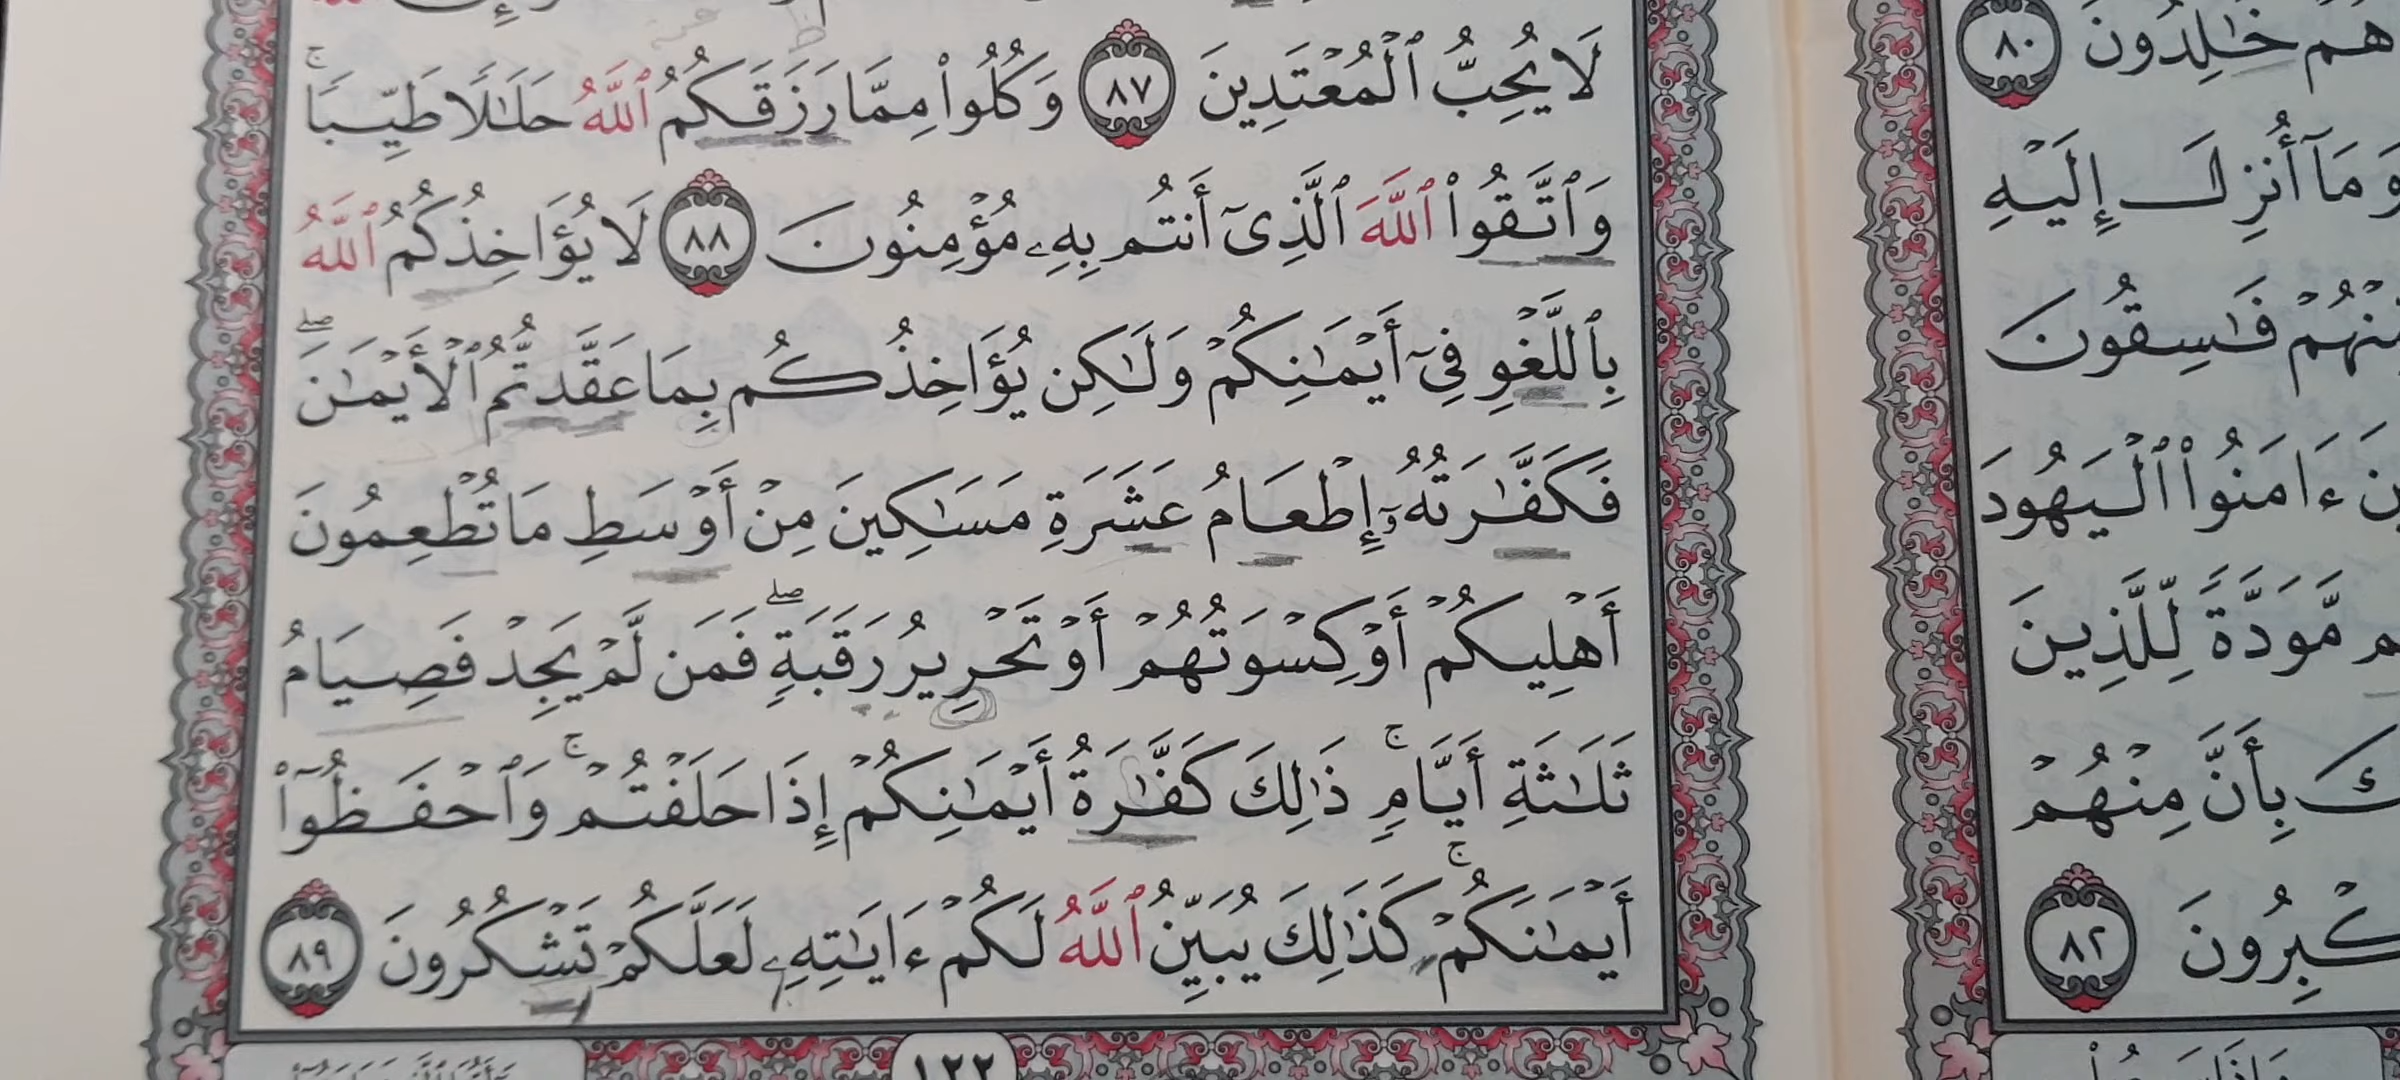 لَا يُحِبُّ ٱلْمُعْتَدِينَ ٨٧ وَكُلُوا۟ مِمَّا رَزَقَكُمُ ٱللَّهُ حَلَٰلًا طَيِّبًا ۚ
وَٱتَّقُوا۟ ٱللَّهَ ٱلَّذِىٓ أَنتُم بِهِۦ مُؤْمِنُونَ ٨٨ لَا يُؤَاخِذُكُمُ ٱللَّهُ
بِٱللَّغْوِ فِىٓ أَيْمَٰنِكُمْ وَلَٰكِن يُؤَاخِذُكُم بِمَا عَقَّدتُّمُ ٱلْأَيْمَٰنَ ۖ
فَكَفَّٰرَتُهُۥٓ إِطْعَامُ عَشَرَةِ مَسَٰكِينَ مِنْ أَوْسَطِ مَا تُطْعِمُونَ
أَهْلِيكُمْ أَوْ كِسْوَتُهُمْ أَوْ تَحْرِيرُ رَقَبَةٍ ۖ فَمَن لَّمْ يَجِدْ فَصِيَامُ
ثَلَٰثَةِ أَيَّامٍ ۚ ذَٰلِكَ كَفَّٰرَةُ أَيْمَٰنِكُمْ إِذَا حَلَفْتُمْ ۚ وَٱحْفَظُوٓا۟
أَيْمَٰنَكُمْ ۚ كَذَٰلِكَ يُبَيِّنُ ٱللَّهُ لَكُمْ ءَايَٰتِهِۦ لَعَلَّكُمْ تَشْكُرُونَ ٨٩
١٢٢
هُمْ خَٰلِدُونَ ٨٠
وَمَآ أُنزِلَ إِلَيْهِ
مِّنْهُمْ فَٰسِقُونَ
ءَامَنُوا۟ ٱلْيَهُودَ
مَّوَدَّةً لِّلَّذِينَ
بِأَنَّ مِنْهُمْ
٨٢